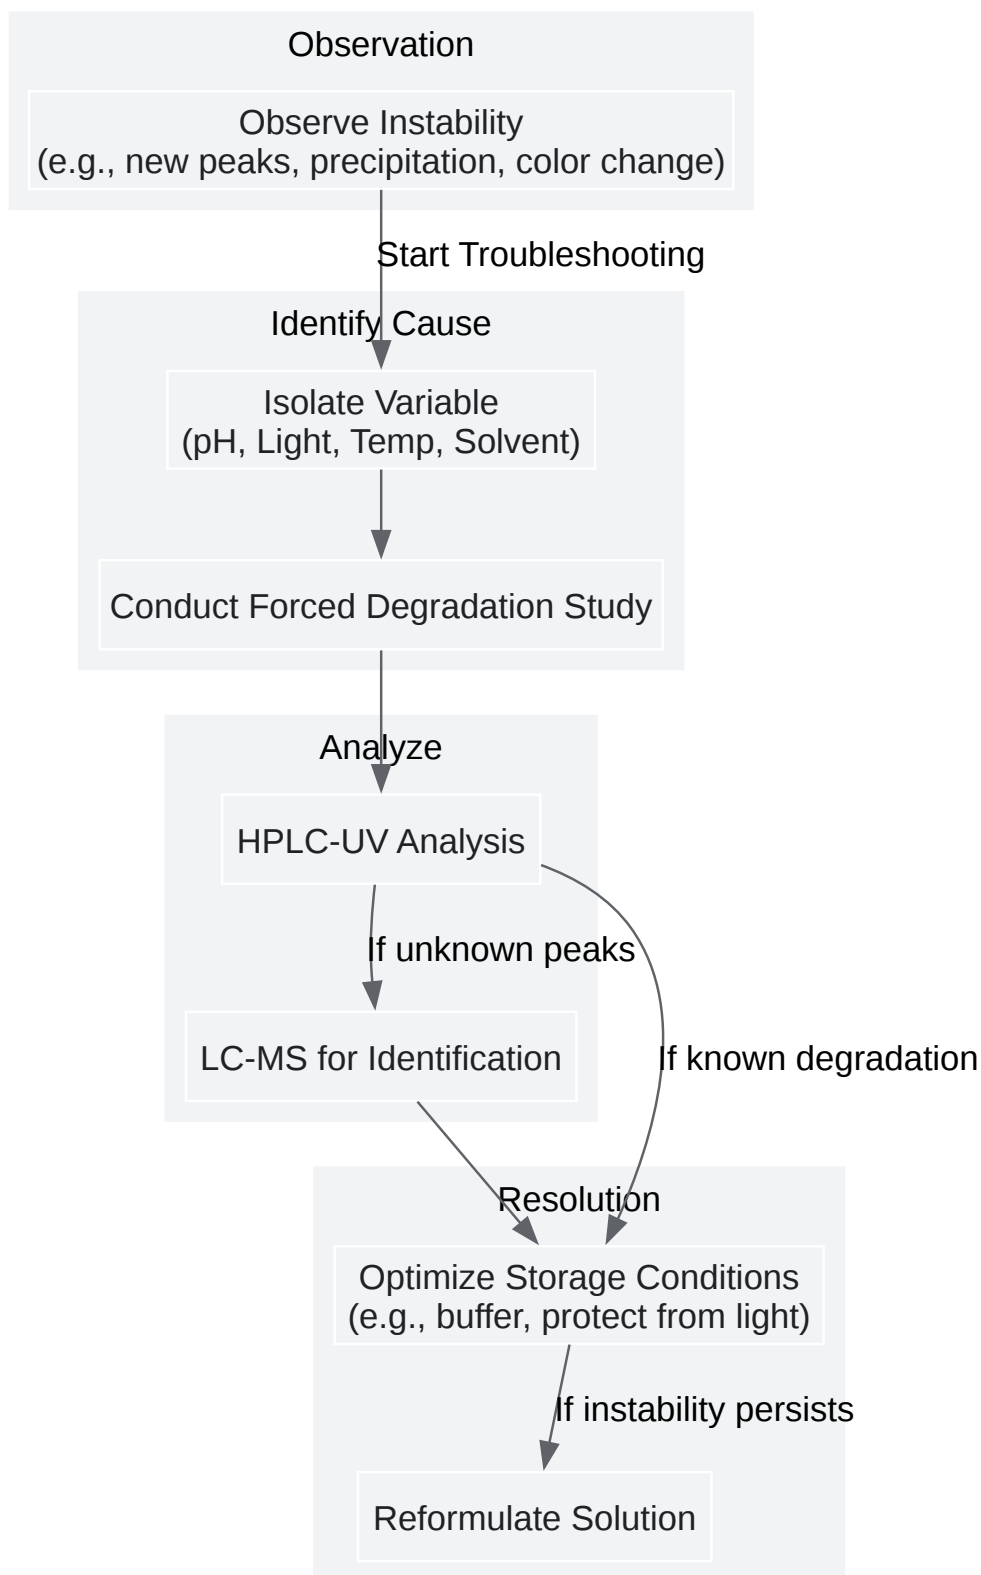 Observation
Observe Instability
(e.g., new peaks, precipitation, color change)
Start Troubleshooting
Identify Cause
Isolate Variable
(pH, Light, Temp, Solvent)
Conduct Forced Degradation Study
Analyze
HPLC-UV Analysis
If unknown peaks
LC-MS for Identification
If known degradation
Resolution
Optimize Storage Conditions
(e.g., buffer, protect from light)
If instability persists
Reformulate Solution